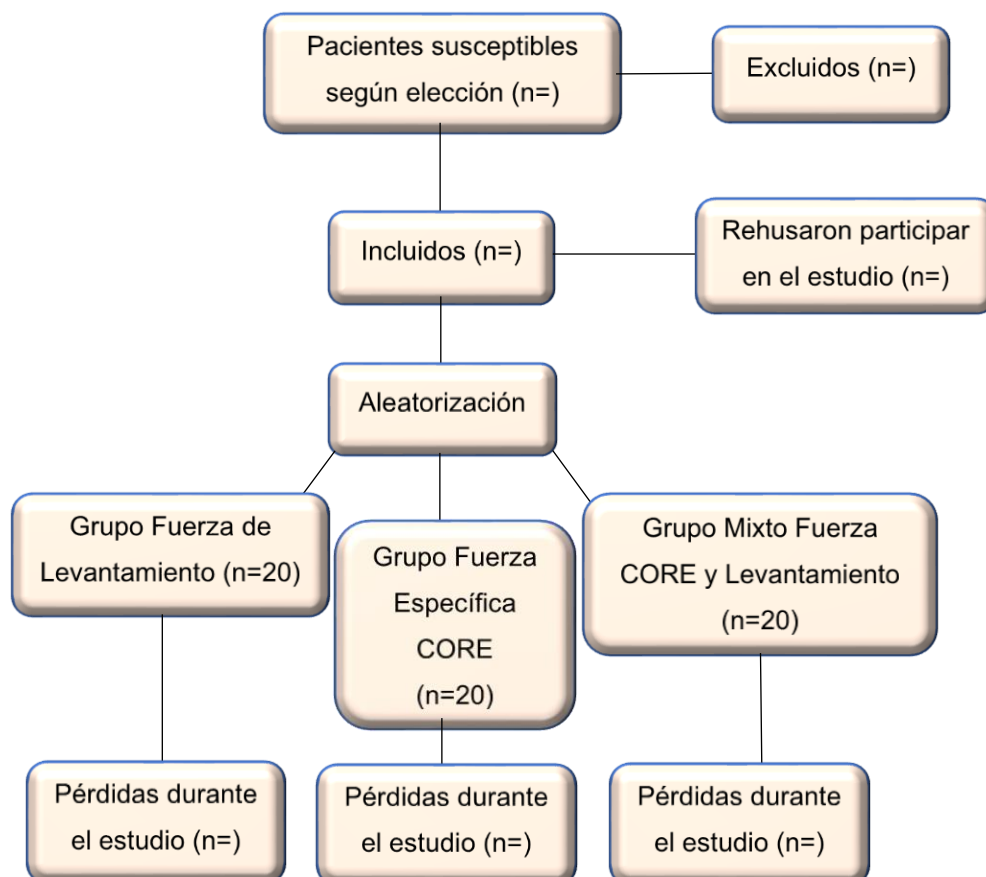 Pacientes susceptibles
según elección (n=)
Excluidos (n=)
Incluidos (n=)
Rehusaron participar
en el estudio (n=)
Aleatorización
Grupo Fuerza de
Levantamiento (n=20)
Grupo Fuerza
Específica
CORE
(n=20)
Grupo Mixto Fuerza
CORE y Levantamiento
(n=20)
Pérdidas durante
el estudio (n=)
Pérdidas durante
el estudio (n=)
Pérdidas durante
el estudio (n=)